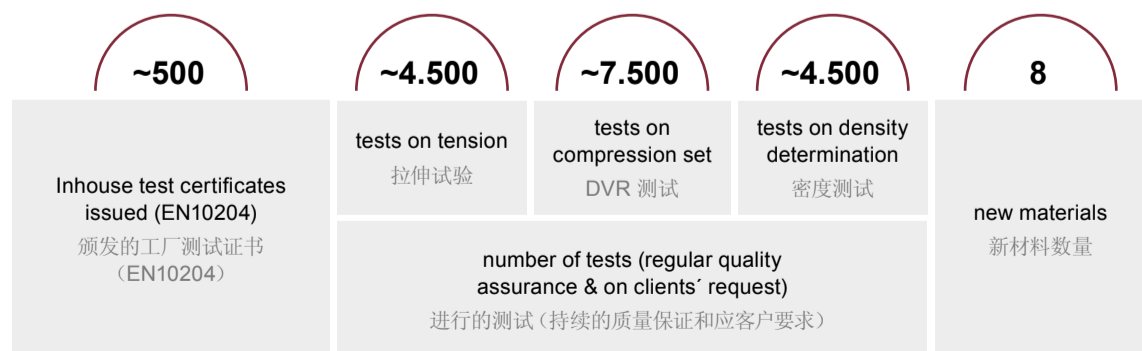 ~500
Inhouse test certificates
issued (EN10204)
颁发的工厂测试证书
（EN10204）
~4.500
tests on tension
拉伸试验
~7.500
tests on
compression set
DVR 测试
~4.500
tests on density
determination
密度测试
number of tests (regular quality
assurance & on clients´ request)
进行的测试（持续的质量保证和应客户要求）
8
new materials
新材料数量